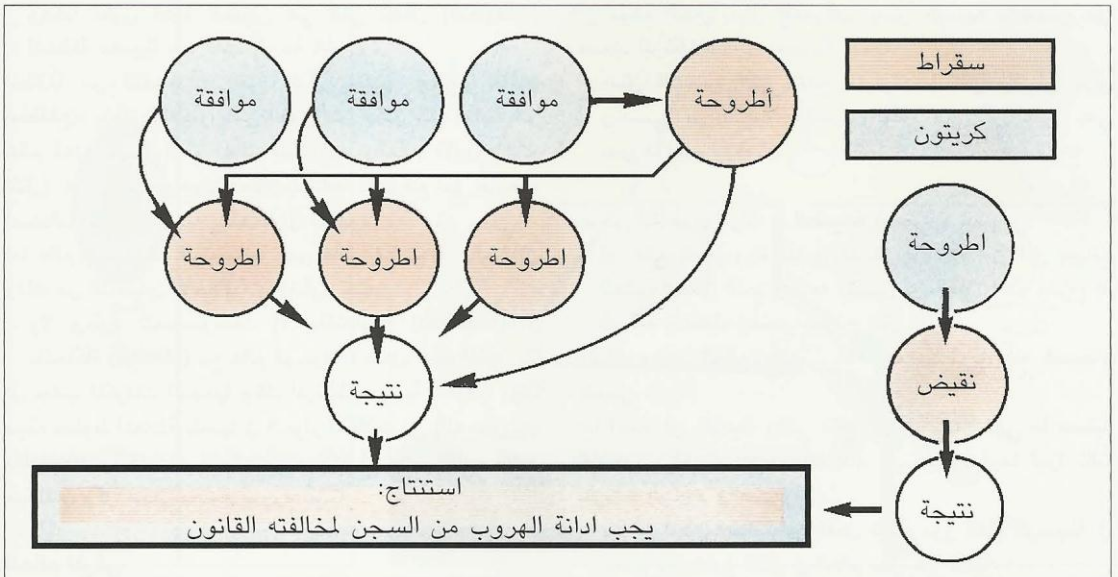 سقراط
كريتون
أطروحة
موافقة
موافقة
موافقة
اطروحة
اطروحة
اطروحة
نتيجة
اطروحة
نقيض
نتيجة
استنتاج:
يجب ادانة الهروب من السجن لمخالفته القانون